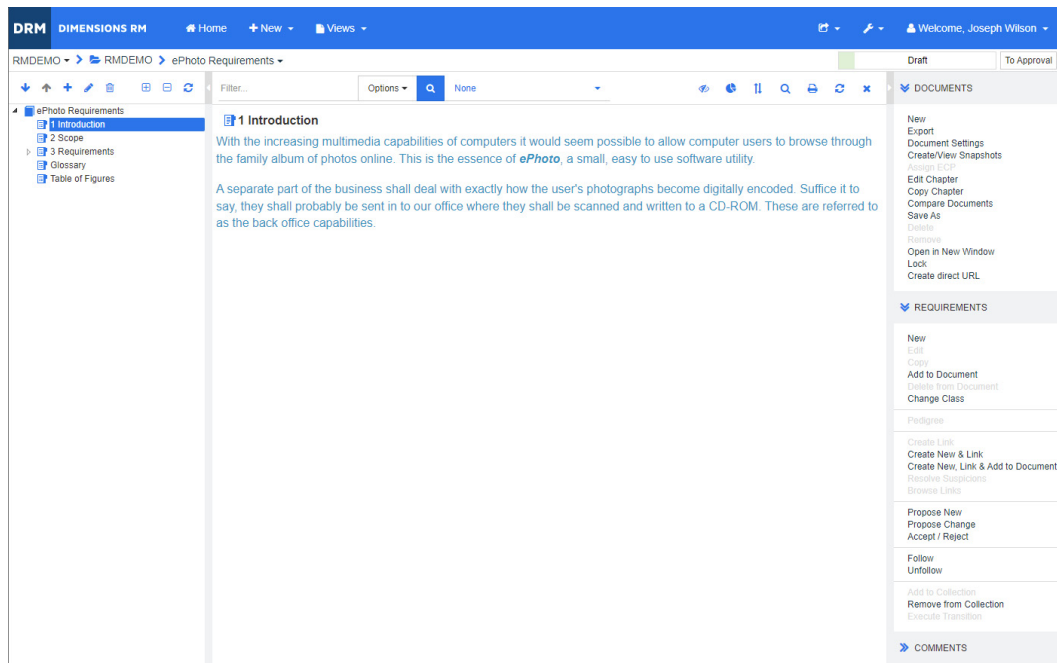 DRM DIMENSIONS RM Home New Views Welcome, Joseph Wilson
RMDEMO RMDEMO ePhoto Requirements Draft To Approval
Filter... Options None
ePhoto Requirements
1 Introduction
2 Scope
3 Requirements
Glossary
Table of Figures
1 Introduction
With the increasing multimedia capabilities of computers it would seem possible to allow computer users to browse through
the family album of photos online. This is the essence of ePhoto, a small, easy to use software utility.
A separate part of the business shall deal with exactly how the user's photographs become digitally encoded. Suffice it to
say, they shall probably be sent in to our office where they shall be scanned and written to a CD-ROM. These are referred to
as the back office capabilities.
DOCUMENTS
New
Export
Document Settings
Create/View Snapshots
Assign ECP
Edit Chapter
Copy Chapter
Compare Documents
Save As
Delete
Remove
Open in New Window
Lock
Create direct URL
REQUIREMENTS
New
Edit
Copy
Add to Document
Delete from Document
Change Class
Pedigree
Create Link
Create New & Link
Create New, Link & Add to Document
Resolve Suspicions
Browse Links
Propose New
Propose Change
Accept / Reject
Follow
Unfollow
Add to Collection
Remove from Collection
Execute Transition
COMMENTS